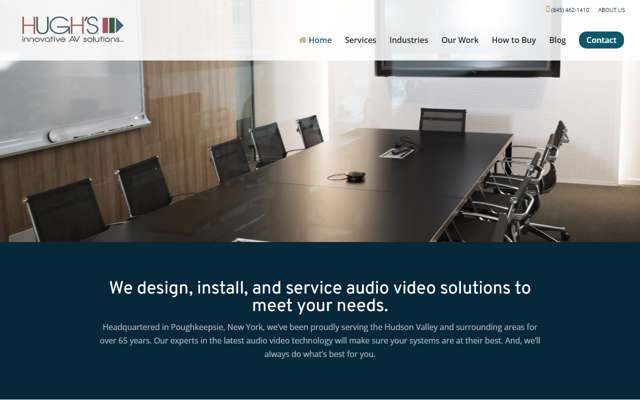 (845) 462-1410 ABOUT US
HUGH'S
innovative AV solutions...
Home Services Industries Our Work How to Buy Blog Contact
We design, install, and service audio video solutions to
meet your needs.
Headquartered in Poughkeepsie, New York, we've been proudly serving the Hudson Valley and surrounding areas for
over 65 years. Our experts in the latest audio video technology will make sure your systems are at their best. And, we'll
always do what's best for you.